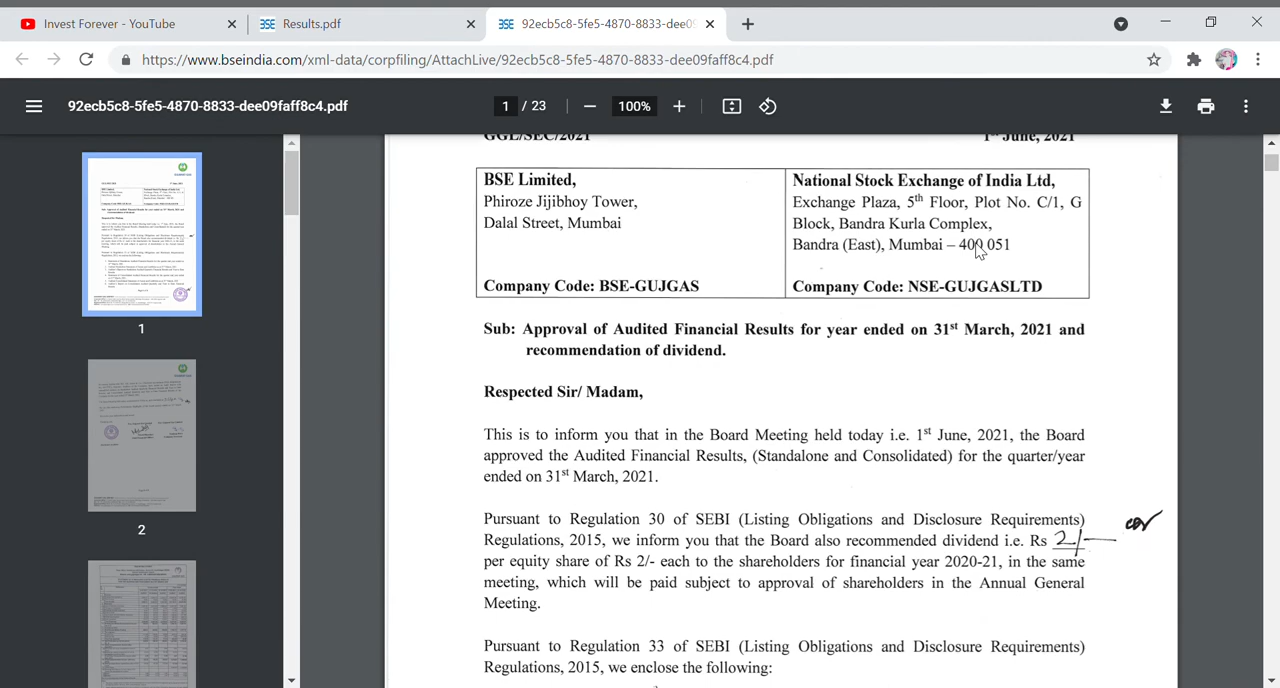 Invest Forever - YouTube
Results.pdf
92ecb5c8-5fe5-4870-8833-dee09
https://www.bseindia.com/xml-data/corpfiling/AttachLive/92ecb5c8-5fe5-4870-8833-dee09faff8c4.pdf
92ecb5c8-5fe5-4870-8833-dee09faff8c4.pdf
1 / 23
100%
1
2
GGL/SEC/2021
1st June, 2021
BSE Limited,
Phiroze Jijibhoy Tower,
Dalal Street, Mumbai
Company Code: BSE-GUJGAS
National Stock Exchange of India Ltd,
Exchange Plaza, 5th Floor, Plot No. C/1, G
Block, Bandra Kurla Complex,
Bandra (East), Mumbai – 400 051
Company Code: NSE-GUJGASLTD
Sub: Approval of Audited Financial Results for year ended on 31st March, 2021 and
recommendation of dividend.
Respected Sir/ Madam,
This is to inform you that in the Board Meeting held today i.e. 1st June, 2021, the Board
approved the Audited Financial Results, (Standalone and Consolidated) for the quarter/year
ended on 31st March, 2021.
Pursuant to Regulation 30 of SEBI (Listing Obligations and Disclosure Requirements)
Regulations, 2015, we inform you that the Board also recommended dividend i.e. Rs 2/-
per equity share of Rs 2/- each to the shareholders for financial year 2020-21, in the same
meeting, which will be paid subject to approval of shareholders in the Annual General
Meeting.
Pursuant to Regulation 33 of SEBI (Listing Obligations and Disclosure Requirements)
Regulations, 2015, we enclose the following: